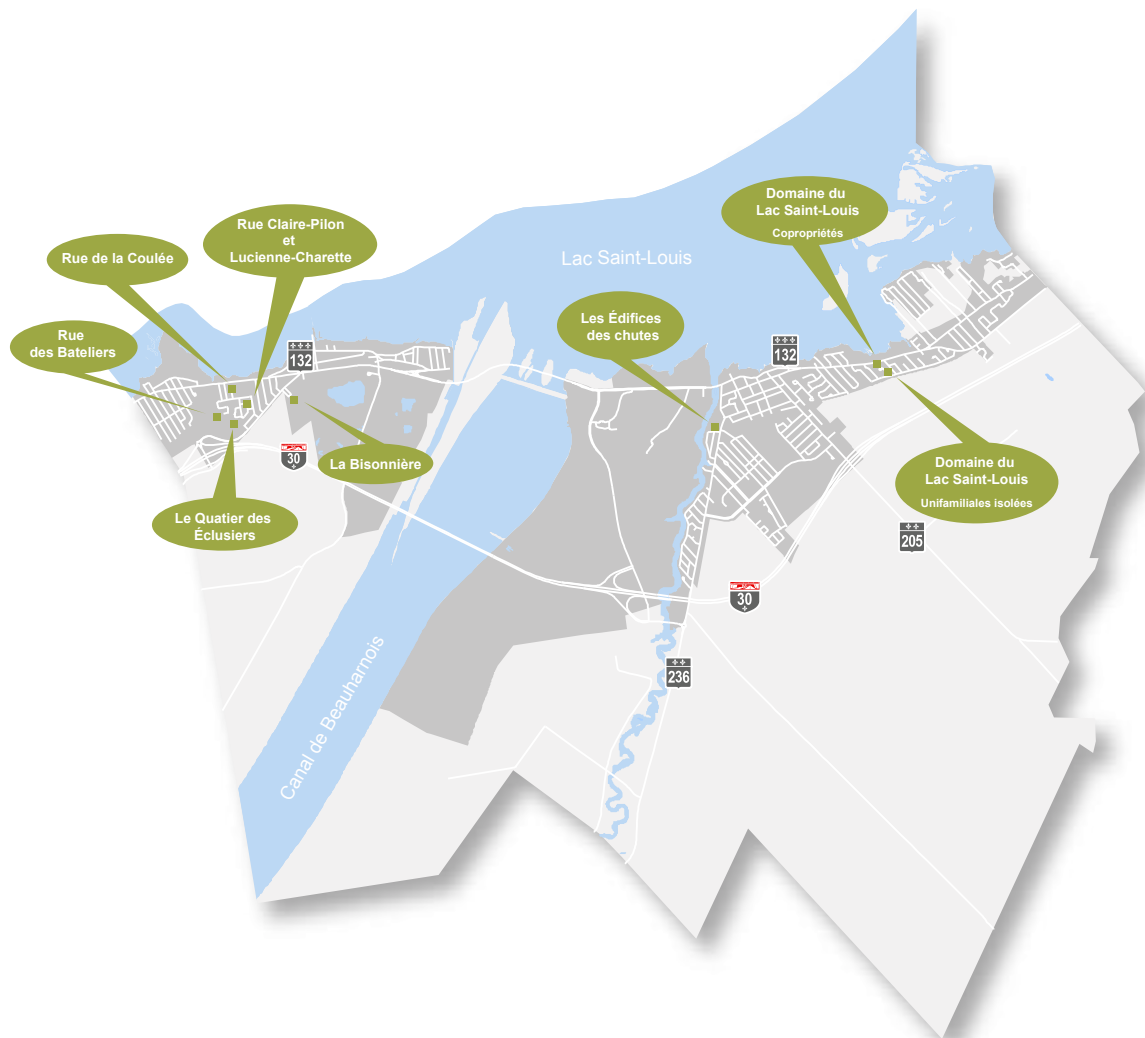 Rue Claire-Pilon
et
Lucienne-Charette
Rue de la Coulée
Rue
des Bateliers
132
30
La Bisonnière
Le Quatier des
Éclusiers
Lac Saint-Louis
Domaine du
Lac Saint-Louis
Copropriétés
Les Édifices
des chutes
132
Domaine du
Lac Saint-Louis
Unifamiliales isolées
205
30
236
Canal de Beauharnois